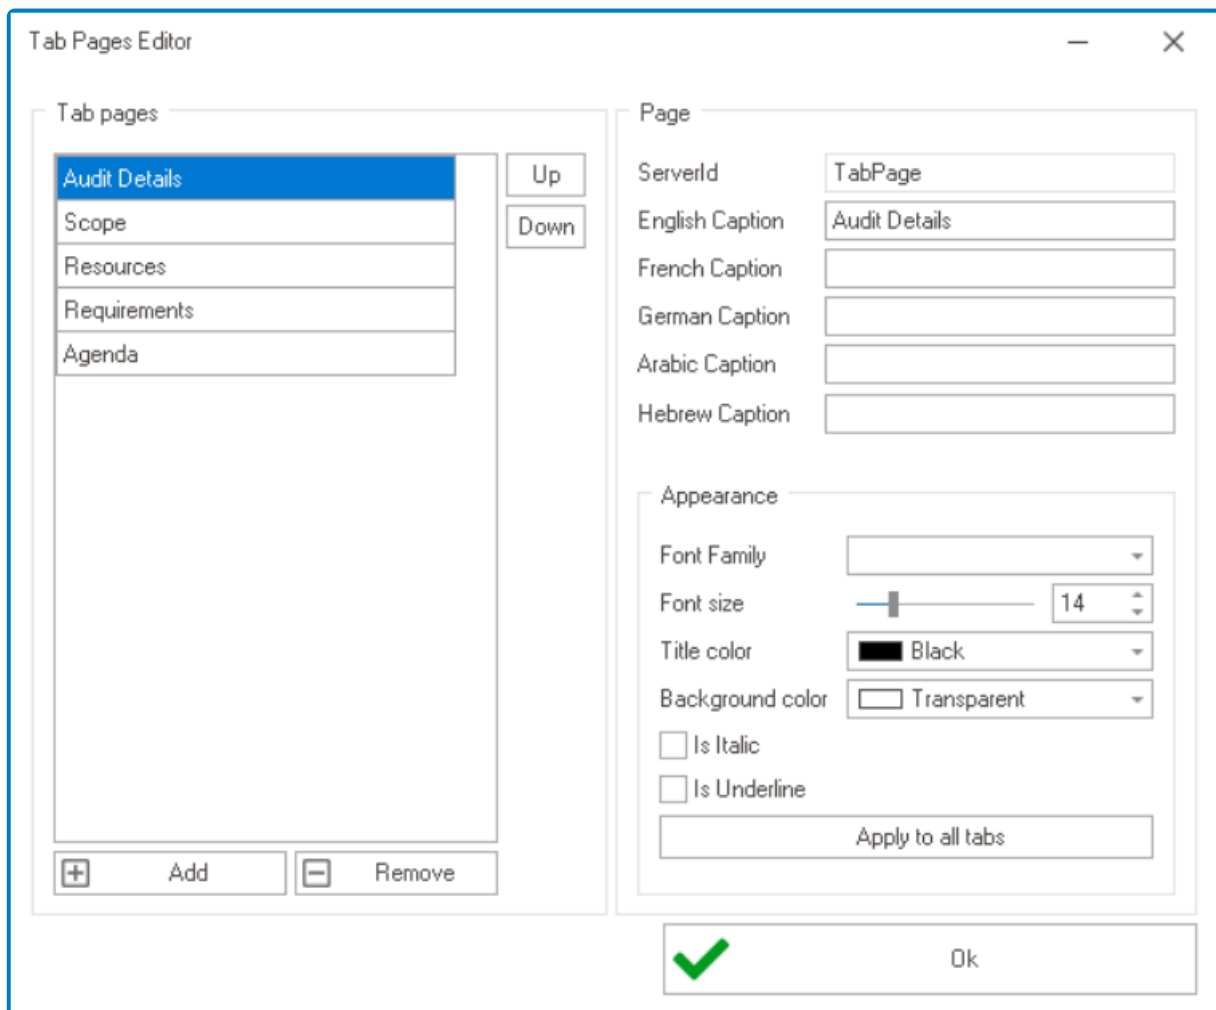 Tab Pages Editor
Tab pages
Audit Details
Scope
Resources
Requirements
Agenda
Up
Down
Add
Remove
Page
ServerId TabPage
English Caption Audit Details
French Caption
German Caption
Arabic Caption
Hebrew Caption
Appearance
Font Family
Font size 14
Title color Black
Background color Transparent
Is Italic
Is Underline
Apply to all tabs
Ok